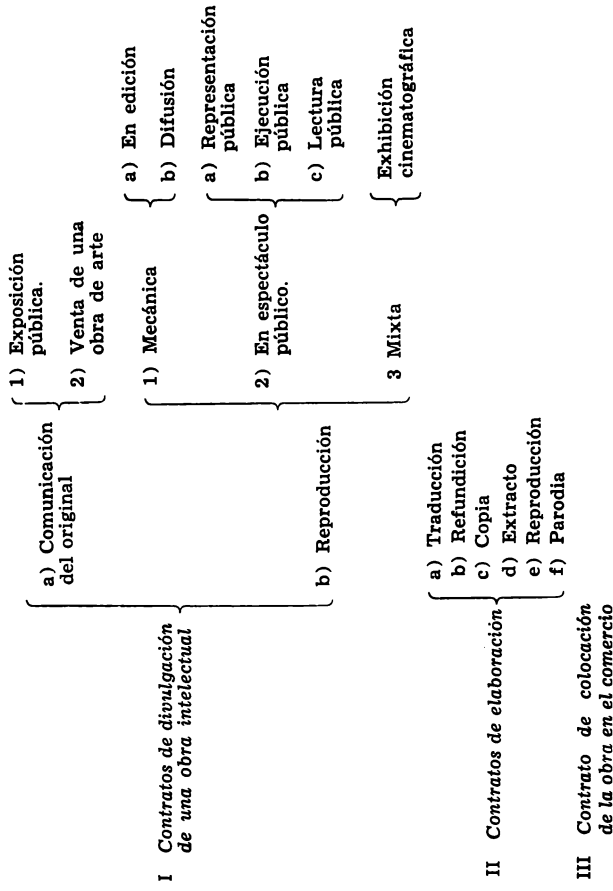 I Contratos de divulgación
de una obra intelectual
a) Comunicación
del original
1) Exposición
pública.
2) Venta de una
obra de arte
b) Reproducción
1) Mecánica
a) En edición
b) Difusión
2) En espectáculo
público.
a) Representación
pública
b) Ejecución
pública
c) Lectura
pública
3 Mixta
Exhibición
cinematográfica
II Contratos de elaboración
a) Traducción
b) Refundición
c) Copia
d) Extracto
e) Reproducción
f) Parodia
III Contrato de colocación
de la obra en el comercio